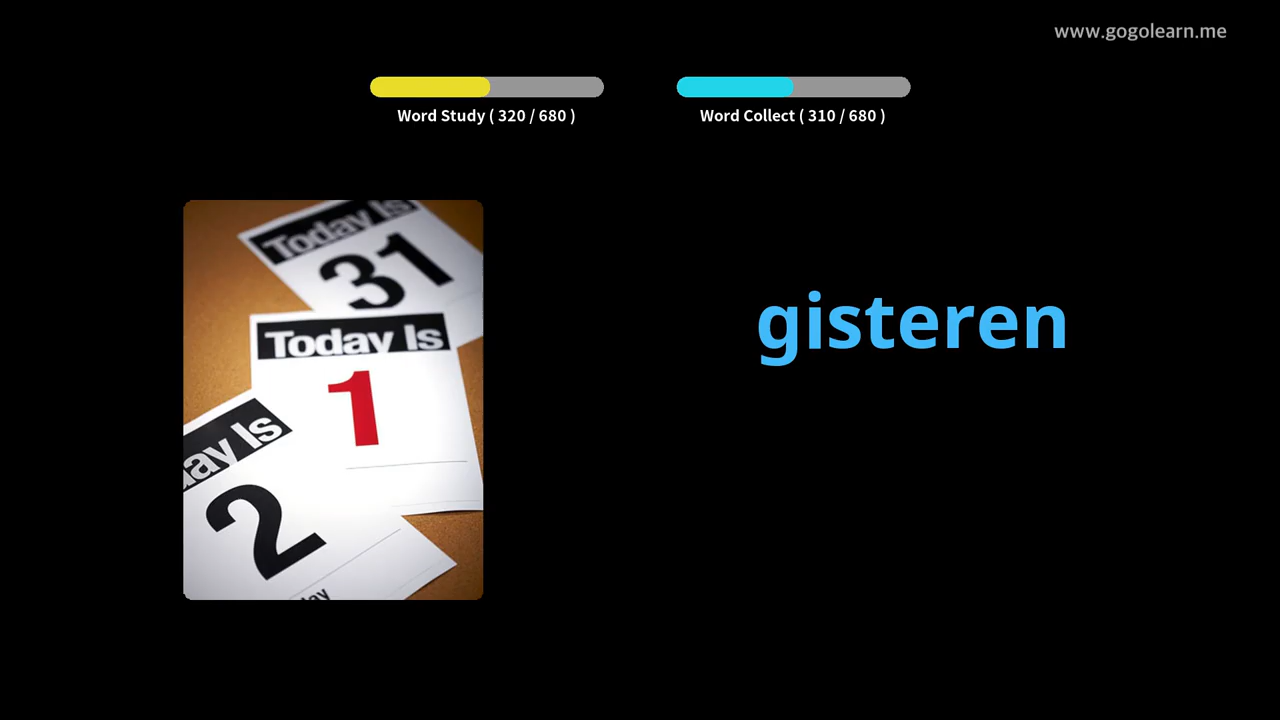 www.gogolearn.me
Word Study ( 320 / 680 )
Word Collect ( 310 / 680 )
Today Is
31
Today Is
1
gisteren
ay Is
2